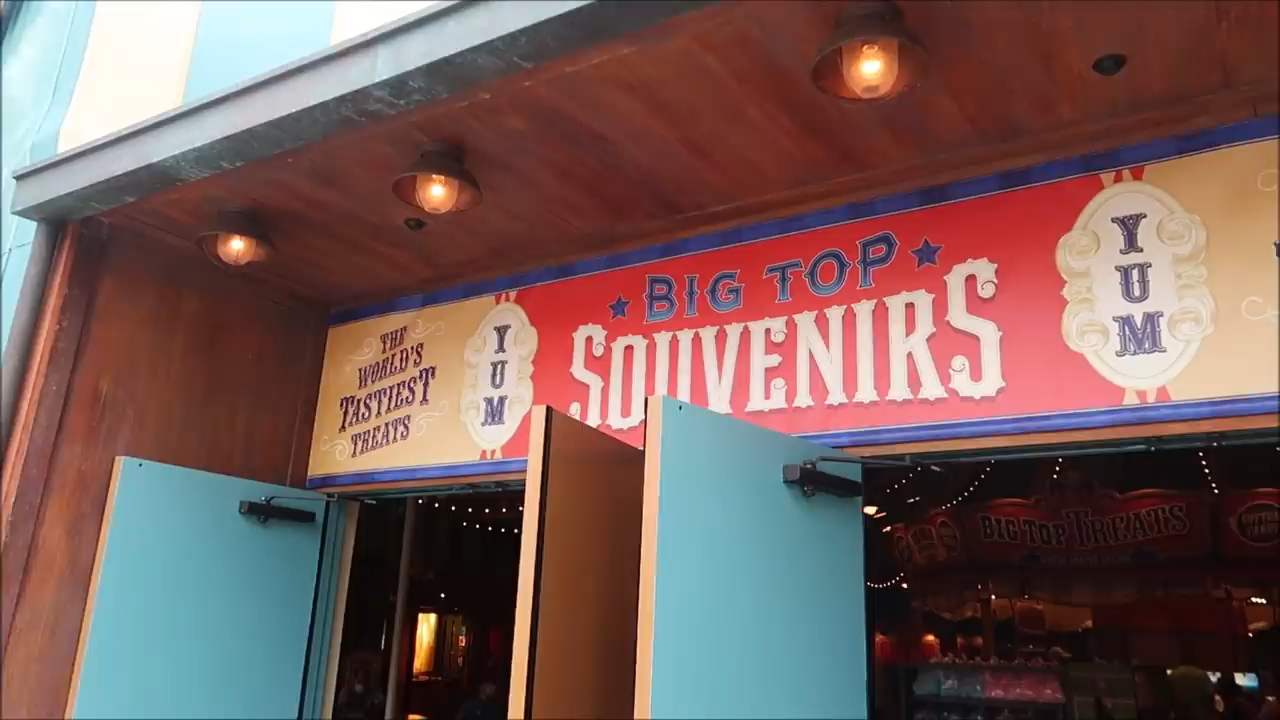 THE
WORLD'S
TASTIEST
TREATS
YUM
BIG TOP
SOUVENIRS
YUM
BIG TOP TREATS